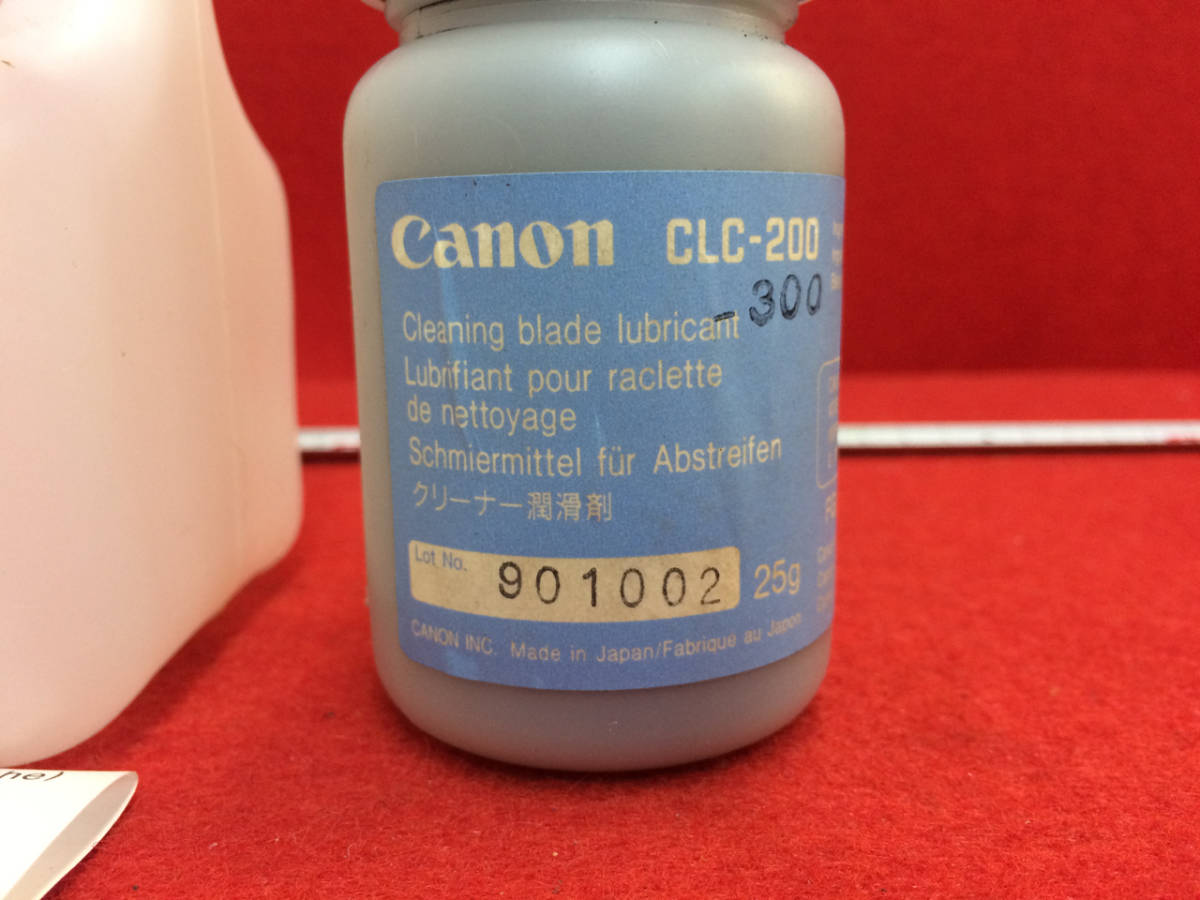 Canon CLC-200
-300
Cleaning blade lubricant
Lubrifiant pour raclette
de nettoyage
Schmiermittel für Abstreifen
クリーナー潤滑剤
Lot No. 901002 25g
CANON INC. Made in Japan/Fabrique au Japon
he)